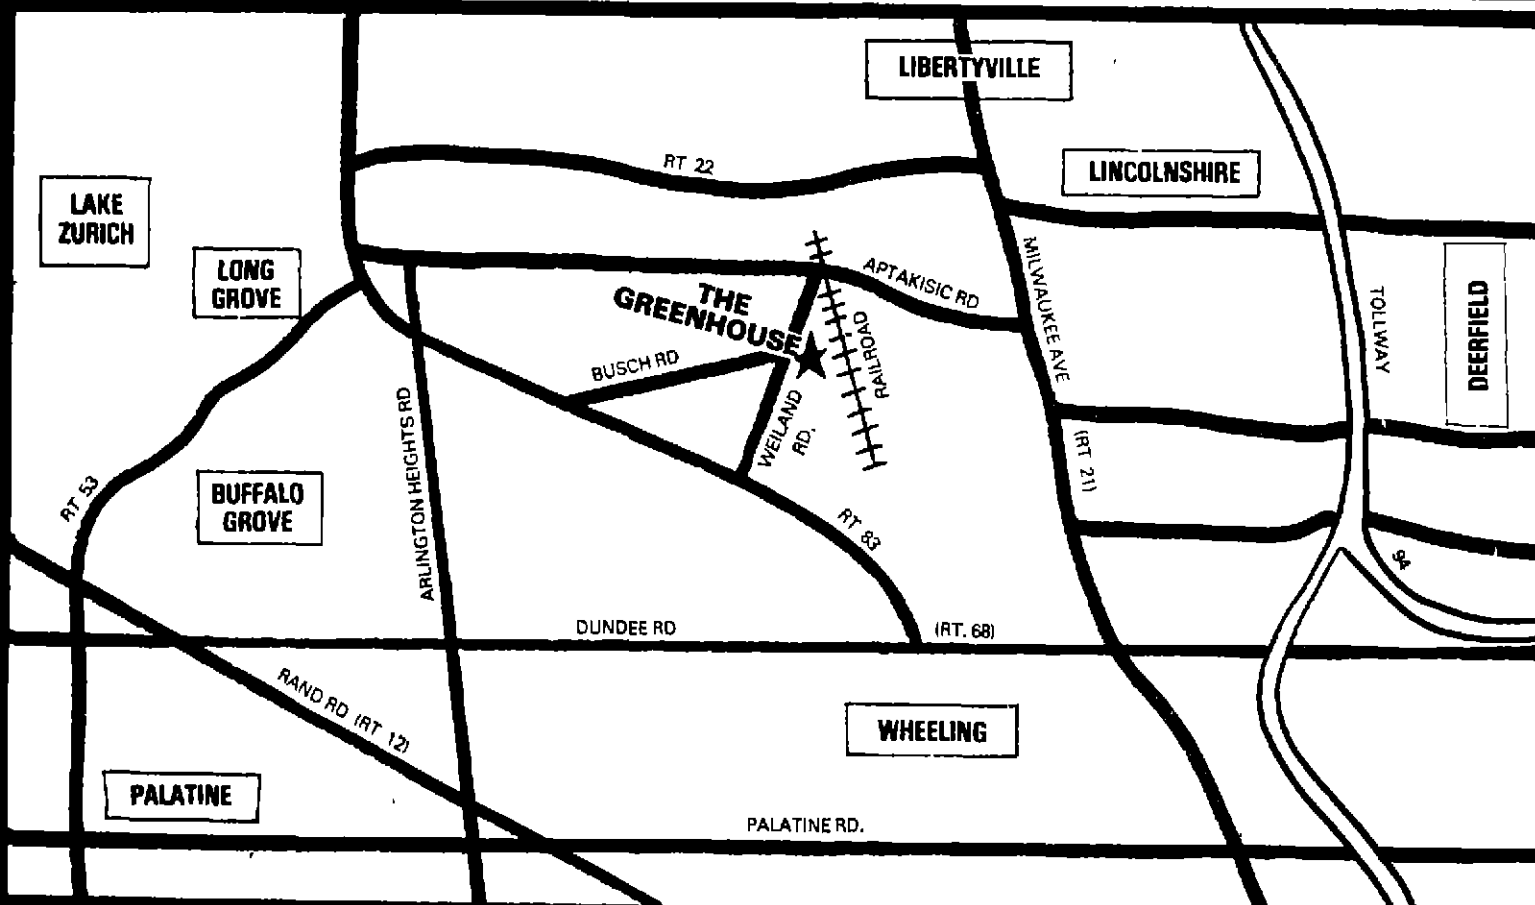 LIBERTYVILLE
RT 22
LINCOLNSHIRE
LAKE
ZURICH
LONG
GROVE
THE
GREENHOUSE
APTAKISIC RD
MILWAUKEE AVE
(RT 21)
TOLLWAY
DEERFIELD
BUSCH RD
RAILROAD
WEILAND
RD.
ARLINGTON HEIGHTS RD
RT 53
BUFFALO
GROVE
RT 83
94
DUNDEE RD
(RT. 68)
RAND RD (RT 12)
WHEELING
PALATINE
PALATINE RD.